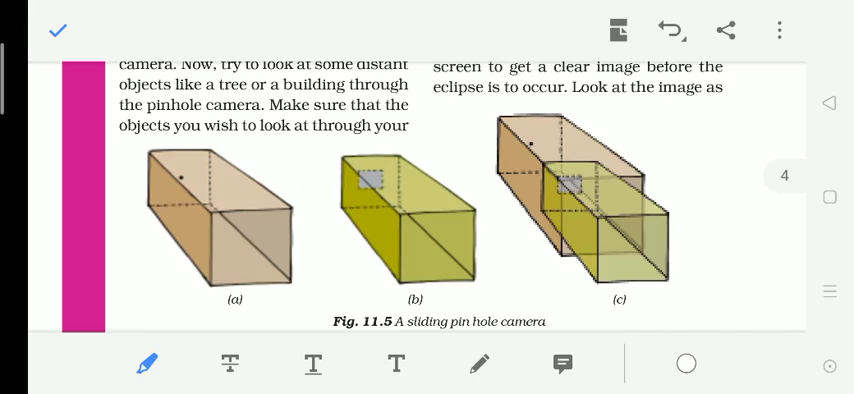 camera. Now, try to look at some distant
objects like a tree or a building through
the pinhole camera. Make sure that the
objects you wish to look at through your
screen to get a clear image before the
eclipse is to occur. Look at the image as
4
(a)
(b)
(c)
Fig. 11.5 A sliding pin hole camera
T
T
T